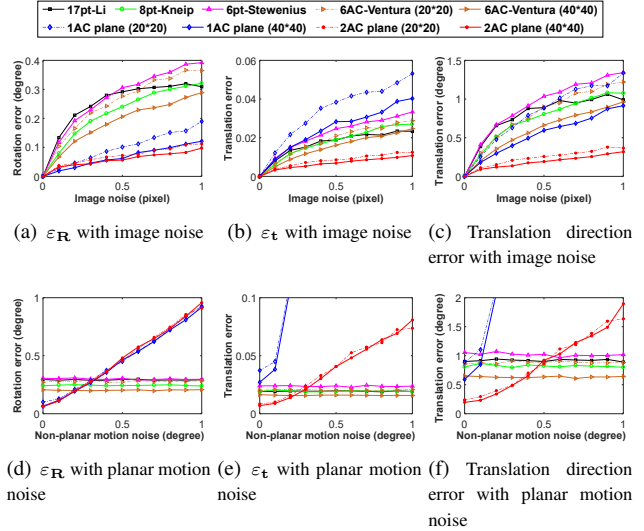 17pt-Li 8pt-Kneip 6pt-Stewenius 6AC-Ventura (20*20) 6AC-Ventura (40*40)
1AC plane (20*20) 1AC plane (40*40) 2AC plane (20*20) 2AC plane (40*40)
Rotation error (degree)
0.4
0.3
0.2
0.1
0
0 0.5 1
Image noise (pixel)
(a) εR with image noise
Translation error
0.06
0.04
0.02
0
0 0.5 1
Image noise (pixel)
(b) εt with image noise
Translation error (degree)
1.5
1
0.5
0
0 0.5 1
Image noise (pixel)
(c) Translation direction
error with image noise
Rotation error (degree)
1
0.5
0
0 0.5 1
Non-planar motion noise (degree)
(d) εR with planar motion
noise
Translation error
0.1
0.05
0
0 0.5 1
Non-planar motion noise (degree)
(e) εt with planar motion
noise
Translation error (degree)
2
1.5
1
0.5
0
0 0.5 1
Non-planar motion noise (degree)
(f) Translation direction
error with planar motion
noise